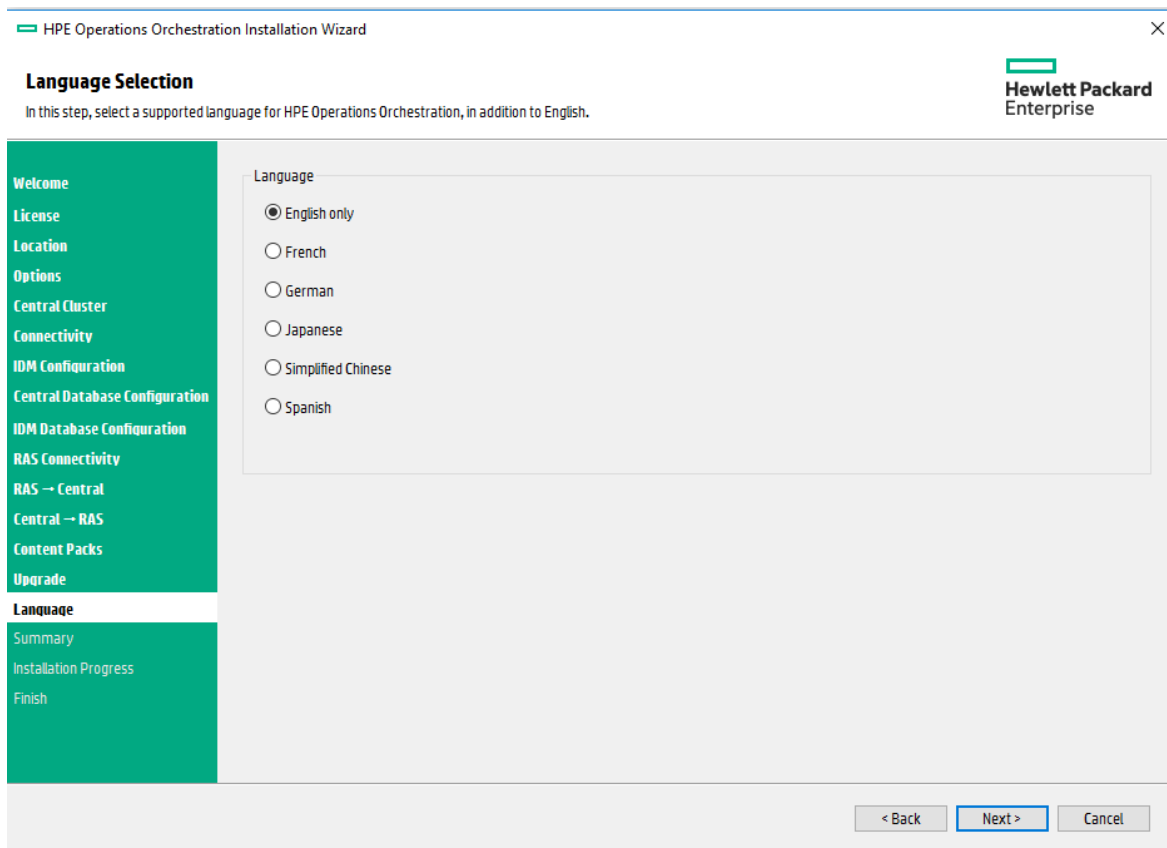 HPE Operations Orchestration Installation Wizard
Language Selection
In this step, select a supported language for HPE Operations Orchestration, in addition to English.
Hewlett Packard
Enterprise
Welcome
License
Location
Options
Central Cluster
Connectivity
IDM Configuration
Central Database Configuration
IDM Database Configuration
RAS Connectivity
RAS → Central
Central → RAS
Content Packs
Upgrade
Language
Summary
Installation Progress
Finish
Language
English only
French
German
Japanese
Simplified Chinese
Spanish
< Back
Next >
Cancel